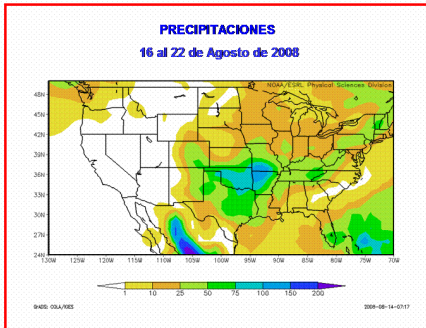 PRECIPITACIONES
16 al 22 de Agosto de 2008
NOAA/ESRL Physical Sciences Division
48N
45N
42N
39N
36N
33N
30N
27N
24N
130W 125W 120W 115W 110W 105W 100W 95W 90W 85W 80W 75W 70W
1 10 25 50 75 100 150 200
GrADS: COLA/IGES 2008-08-14-07:17